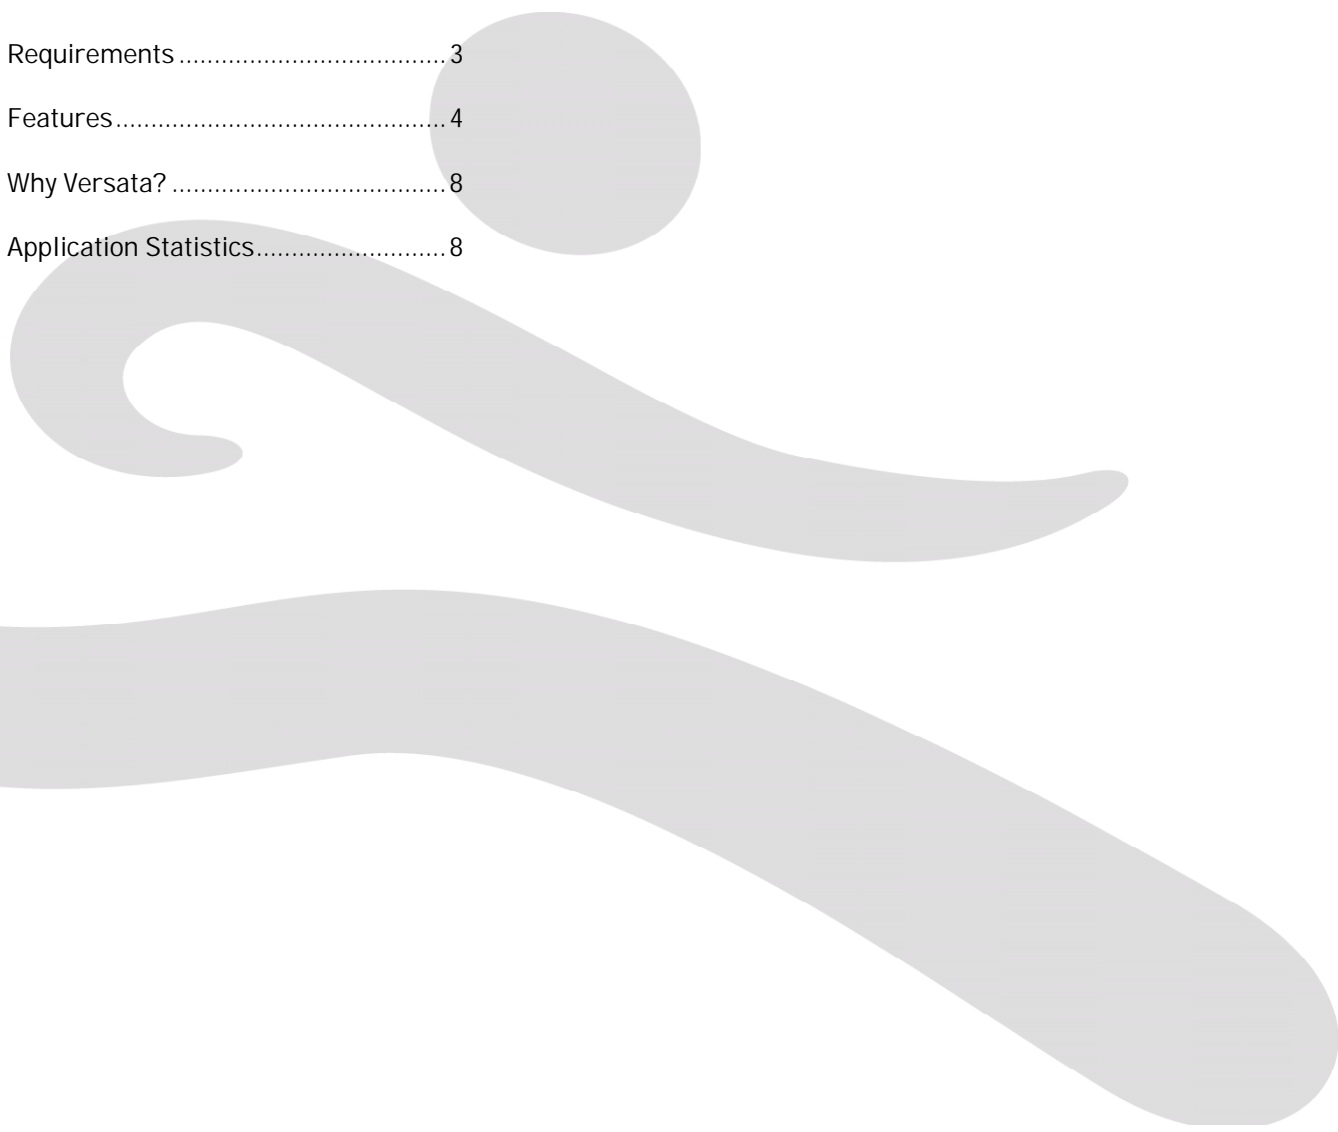 Requirements ...................................... 3
Features ............................................... 4
Why Versata? ....................................... 8
Application Statistics ........................... 8